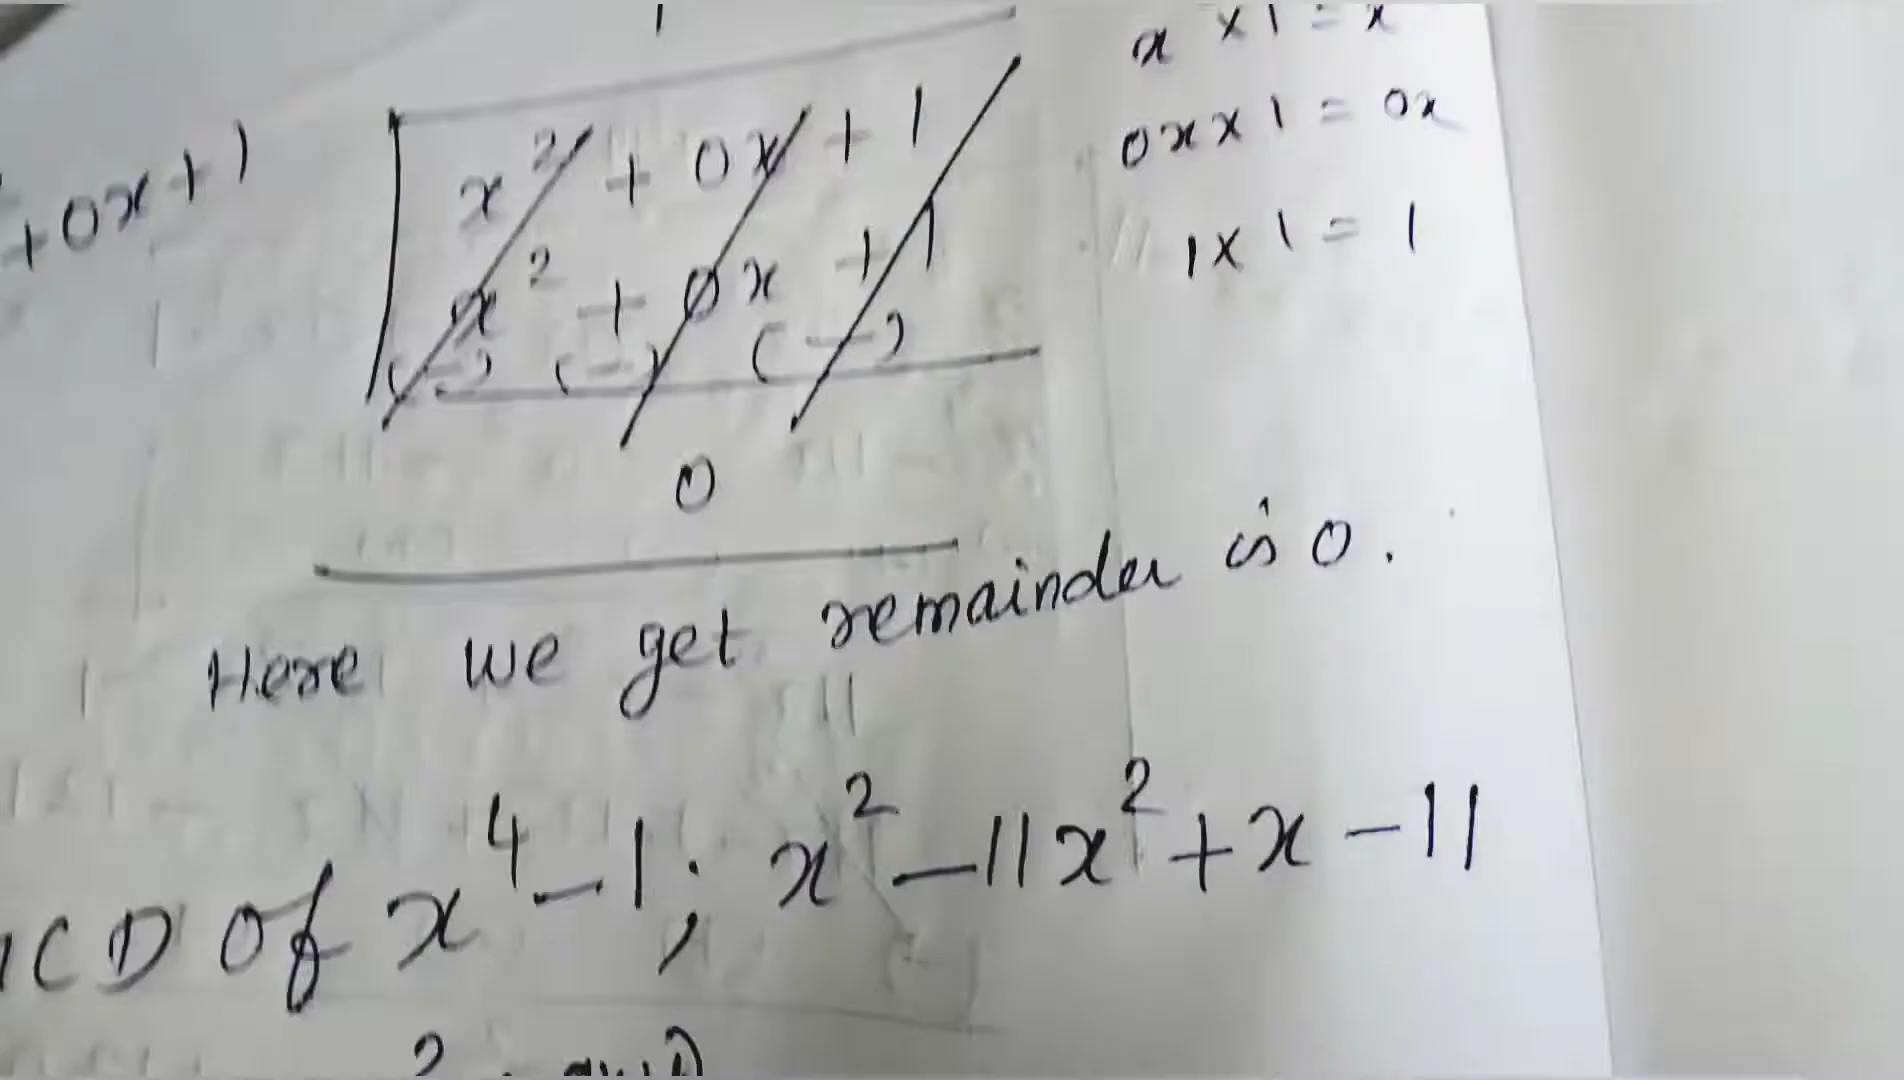 1
x × 1 = x
+0x+1
x² + 0x + 1
0x × 1 = 0x
x² + 0x + 1
1 × 1 = 1
(-) (-) (-)
0
Here we get remainder is 0.
CD Of x⁴-1; x²-11x²+x-11